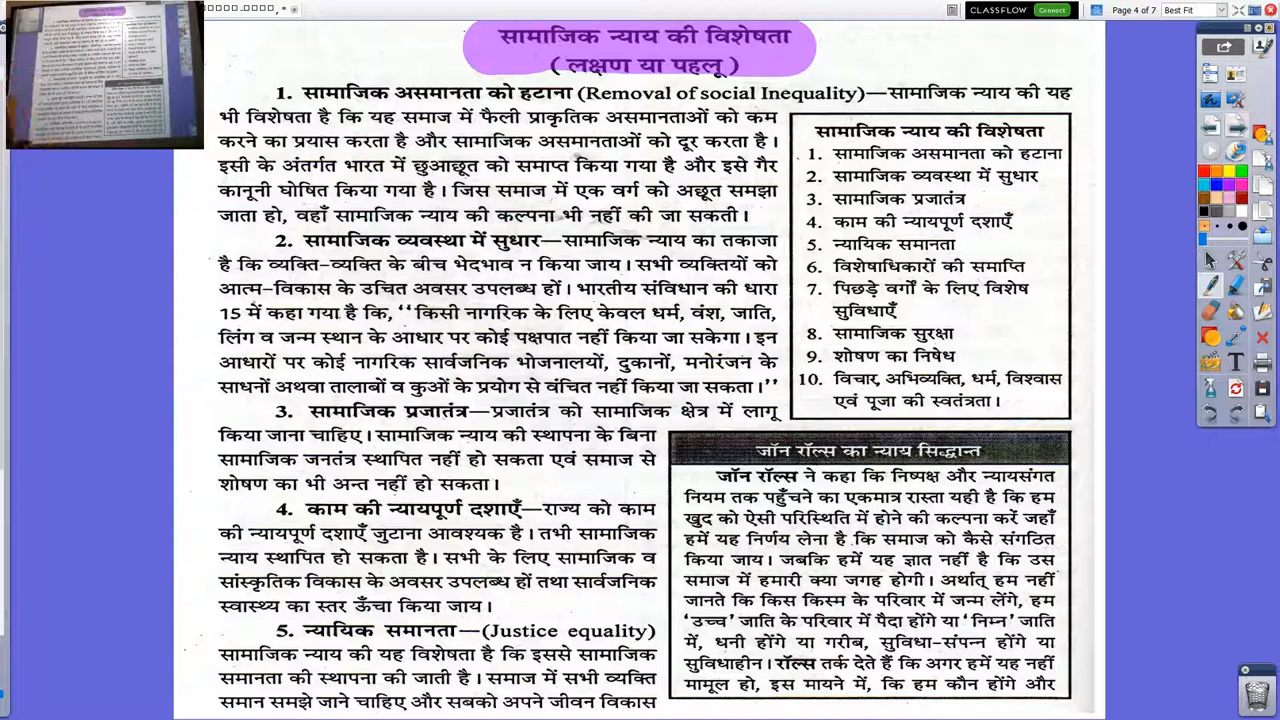 CLASSFLOW
Connect
Page 4 of 7
Best Fit
सामाजिक न्याय की विशेषता
( लक्षण या पहलू )
1. सामाजिक असमानता को हटाना (Removal of social
—सामाजिक न्याय की यह
भी विशेषता है कि यह समाज में फैली प्राकृतिक असमानताओं को कम
करने का प्रयास करता है और सामाजिक असमानताओं को दूर करता है।
इसी के अंतर्गत भारत में छुआछूत को समाप्त किया गया है और इसे गैर
कानूनी घोषित किया गया है। जिस समाज में एक वर्ग को अछूत समझा
जाता हो, वहाँ सामाजिक न्याय की कल्पना भी नहीं की जा सकती।
2. सामाजिक व्यवस्था में सुधार—सामाजिक न्याय का तकाजा
है कि व्यक्ति-व्यक्ति के बीच भेदभाव न किया जाय। सभी व्यक्तियों को
आत्म-विकास के उचित अवसर उपलब्ध हों। भारतीय संविधान की धारा
15 में कहा गया है कि, “किसी नागरिक के लिए केवल धर्म, वंश, जाति,
लिंग व जन्म स्थान के आधार पर कोई पक्षपात नहीं किया जा सकेगा। इन
आधारों पर कोई नागरिक सार्वजनिक भोजनालयों, दुकानों, मनोरंजन के
साधनों अथवा तालाबों व कुओं के प्रयोग से वंचित नहीं किया जा सकता।”
3. सामाजिक प्रजातंत्र—प्रजातंत्र को सामाजिक क्षेत्र में लागू
किया जाना चाहिए। सामाजिक न्याय की स्थापना के बिना
सामाजिक जनतंत्र स्थापित नहीं हो सकता एवं समाज से
शोषण का भी अन्त नहीं हो सकता।
4. काम की न्यायपूर्ण दशाएँ—राज्य को काम
की न्यायपूर्ण दशाएँ जुटाना आवश्यक है। तभी सामाजिक
न्याय स्थापित हो सकता है। सभी के लिए सामाजिक व
सांस्कृतिक विकास के अवसर उपलब्ध हों तथा सार्वजनिक
स्वास्थ्य का स्तर ऊँचा किया जाय।
5. न्यायिक समानता—(Justice equality)
सामाजिक न्याय की यह विशेषता है कि इससे सामाजिक
समानता की स्थापना की जाती है। समाज में सभी व्यक्ति
समान समझे जाने चाहिए और सबको अपने जीवन विकास
सामाजिक न्याय की विशेषता
1. सामाजिक असमानता को हटाना
2. सामाजिक व्यवस्था में सुधार
3. सामाजिक प्रजातंत्र
4. काम की न्यायपूर्ण दशाएँ
5. न्यायिक समानता
6. विशेषाधिकारों की समाप्ति
7. पिछड़े वर्गों के लिए विशेष
सुविधाएँ
8. सामाजिक सुरक्षा
9. शोषण का निषेध
10. विचार, अभिव्यक्ति, धर्म, विश्वास
एवं पूजा की स्वतंत्रता।
जॉन रॉल्स का न्याय सिद्धान्त
जॉन रॉल्स ने कहा कि निष्पक्ष और न्यायसंगत
नियम तक पहुँचने का एकमात्र रास्ता यही है कि हम
खुद को ऐसी परिस्थिति में होने की कल्पना करें जहाँ
हमें यह निर्णय लेना है कि समाज को कैसे संगठित
किया जाय। जबकि हमें यह ज्ञात नहीं है कि उस
समाज में हमारी क्या जगह होगी। अर्थात् हम नहीं
जानते कि किस किस्म के परिवार में जन्म लेंगे, हम
‘उच्च’ जाति के परिवार में पैदा होंगे या ‘निम्न’ जाति
में, धनी होंगे या गरीब, सुविधा-संपन्न होंगे या
सुविधाहीन। रॉल्स तर्क देते हैं कि अगर हमें यह नहीं
मामूल हो, इस मायने में, कि हम कौन होंगे और